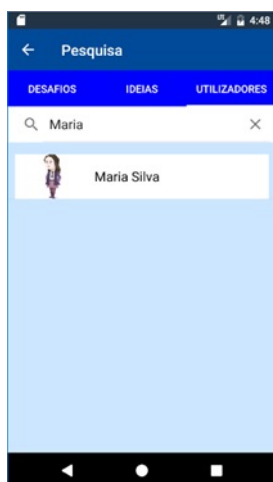 4:48
Pesquisa
DESAFIOS IDEIAS UTILIZADORES
Maria
Maria Silva